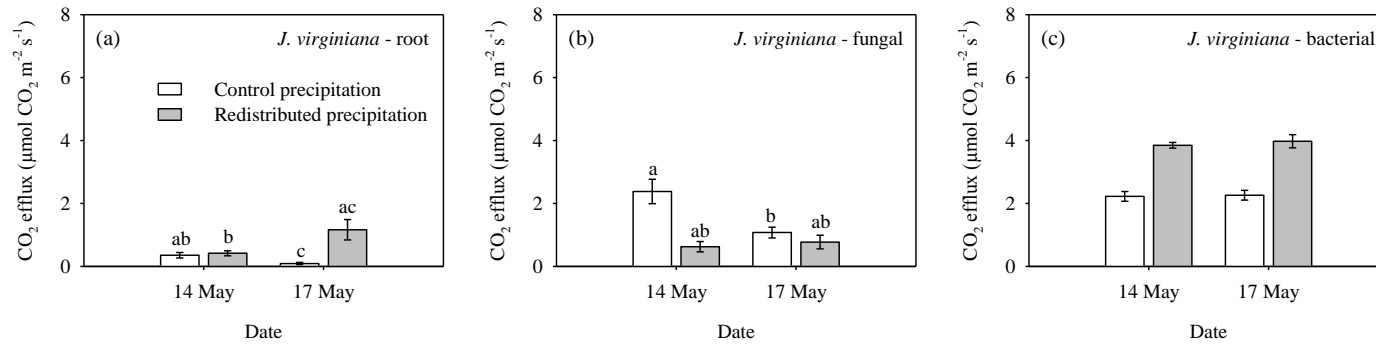 (a)
J. virginiana - root
Control precipitation
Redistributed precipitation
CO2 efflux (µmol CO2 m-2 s-1)
8
6
4
2
0
ab
b
c
ac
14 May
17 May
Date
(b)
J. virginiana - fungal
CO2 efflux (µmol CO2 m-2 s-1)
8
6
4
2
0
a
ab
b
ab
14 May
17 May
Date
(c)
J. virginiana - bacterial
CO2 efflux (µmol CO2 m-2 s-1)
8
6
4
2
0
14 May
17 May
Date